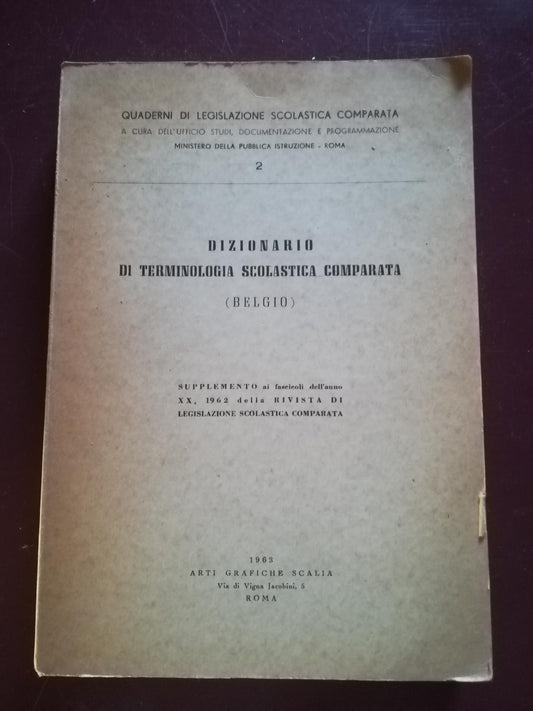 QUADERNI DI LEGISLAZIONE SCOLASTICA COMPARATA
A CURA DELL'UFFICIO STUDI, DOCUMENTAZIONE E PROGRAMMAZIONE
MINISTERO DELLA PUBBLICA ISTRUZIONE - ROMA
2
DIZIONARIO
DI TERMINOLOGIA SCOLASTICA COMPARATA
(BELGIO)
SUPPLEMENTO ai fascicoli dell'anno
XX, 1962 della RIVISTA DI
LEGISLAZIONE SCOLASTICA COMPARATA
1963
ARTI GRAFICHE SCALIA
Via di Vigna Jacobini, 5
ROMA